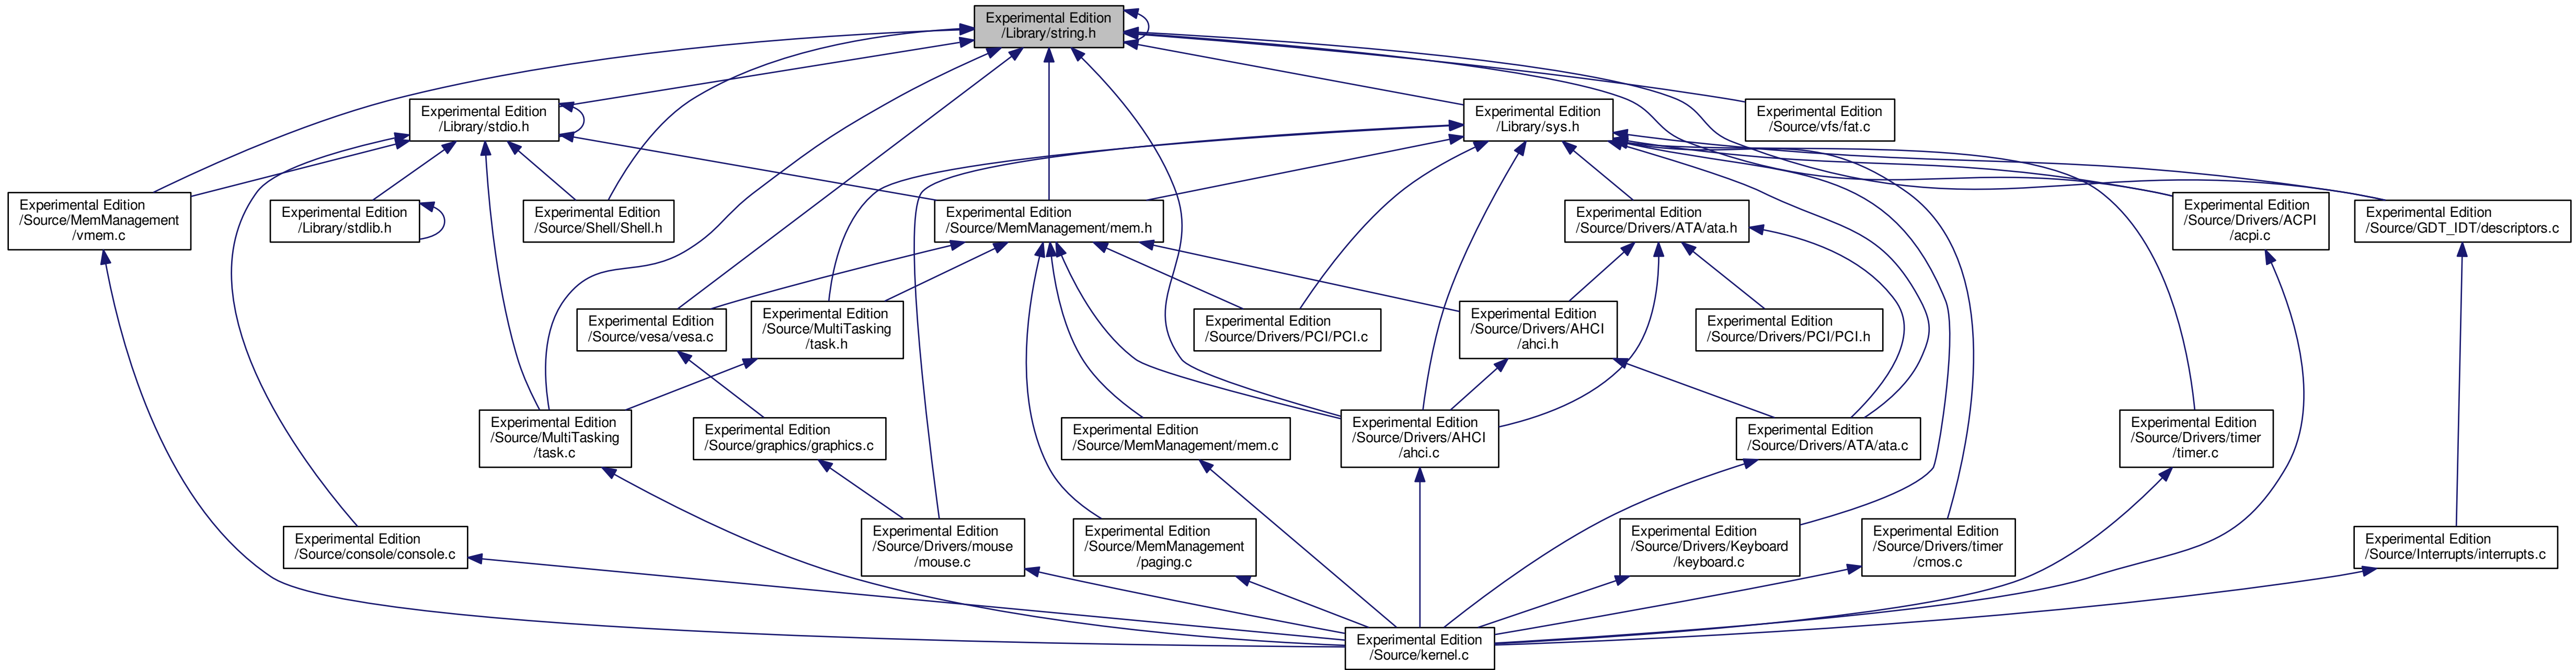 Experimental Edition
/Library/string.h
Experimental Edition
/Library/stdio.h
Experimental Edition
/Library/sys.h
Experimental Edition
/Source/vfs/fat.c
Experimental Edition
/Source/MemManagement
/vmem.c
Experimental Edition
/Library/stdlib.h
Experimental Edition
/Source/Shell/Shell.h
Experimental Edition
/Source/MemManagement/mem.h
Experimental Edition
/Source/Drivers/ATA/ata.h
Experimental Edition
/Source/Drivers/ACPI
/acpi.c
Experimental Edition
/Source/GDT_IDT/descriptors.c
Experimental Edition
/Source/vesa/vesa.c
Experimental Edition
/Source/MultiTasking
/task.h
Experimental Edition
/Source/Drivers/PCI/PCI.c
Experimental Edition
/Source/Drivers/AHCI
/ahci.h
Experimental Edition
/Source/Drivers/PCI/PCI.h
Experimental Edition
/Source/MultiTasking
/task.c
Experimental Edition
/Source/graphics/graphics.c
Experimental Edition
/Source/MemManagement/mem.c
Experimental Edition
/Source/Drivers/AHCI
/ahci.c
Experimental Edition
/Source/Drivers/ATA/ata.c
Experimental Edition
/Source/Drivers/timer
/timer.c
Experimental Edition
/Source/console/console.c
Experimental Edition
/Source/Drivers/mouse
/mouse.c
Experimental Edition
/Source/MemManagement
/paging.c
Experimental Edition
/Source/Drivers/Keyboard
/keyboard.c
Experimental Edition
/Source/Drivers/timer
/cmos.c
Experimental Edition
/Source/Interrupts/interrupts.c
Experimental Edition
/Source/kernel.c